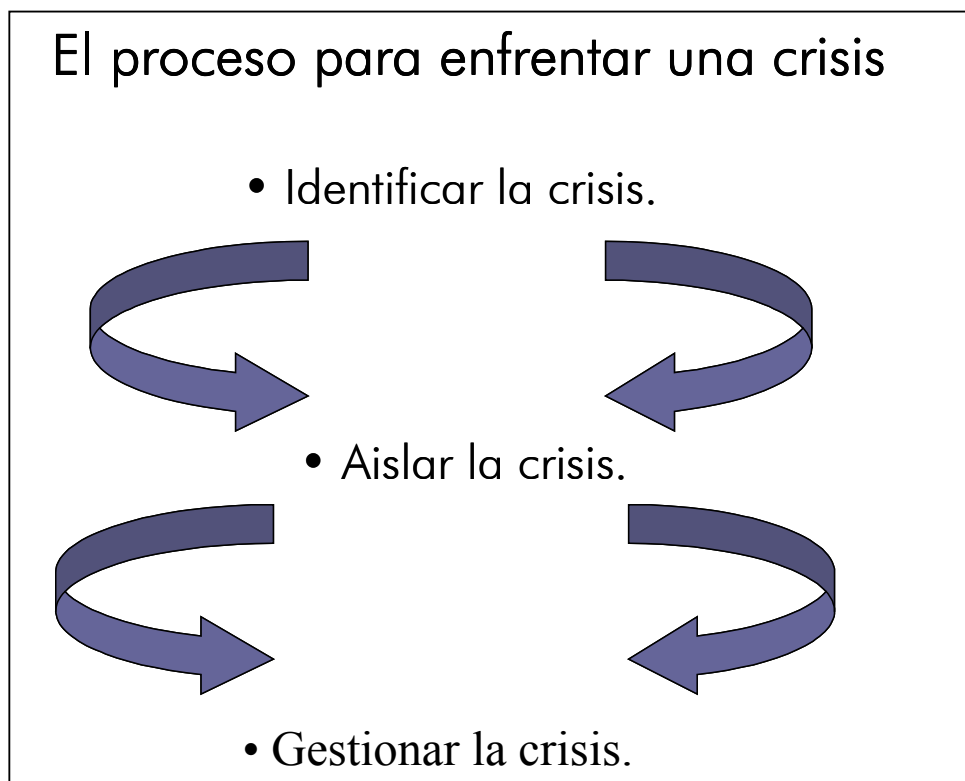 El proceso para enfrentar una crisis
• Identificar la crisis.
• Aislar la crisis.
• Gestionar la crisis.